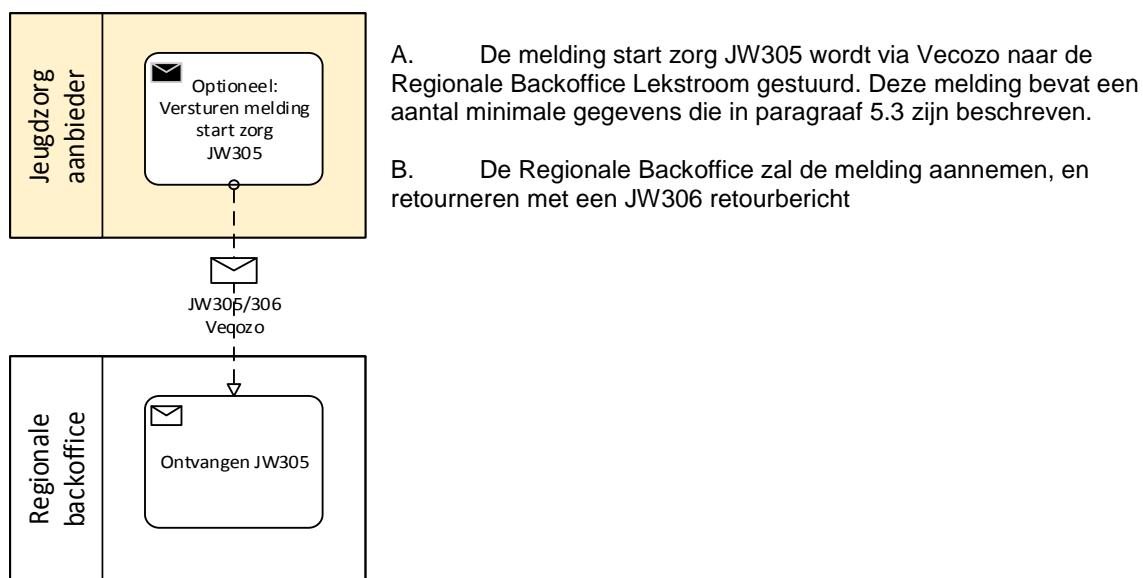 Jeugdzorg
aanbieder
Optioneel:
Versturen melding
start zorg
JW305
JW305/306
Vecozo
Regionale
backoffice
Ontvangen JW305
A. De melding start zorg JW305 wordt via Vecozo naar de
Regionale Backoffice Lekstroom gestuurd. Deze melding bevat een
aantal minimale gegevens die in paragraaf 5.3 zijn beschreven.
B. De Regionale Backoffice zal de melding aannemen, en
retourneren met een JW306 retourbericht